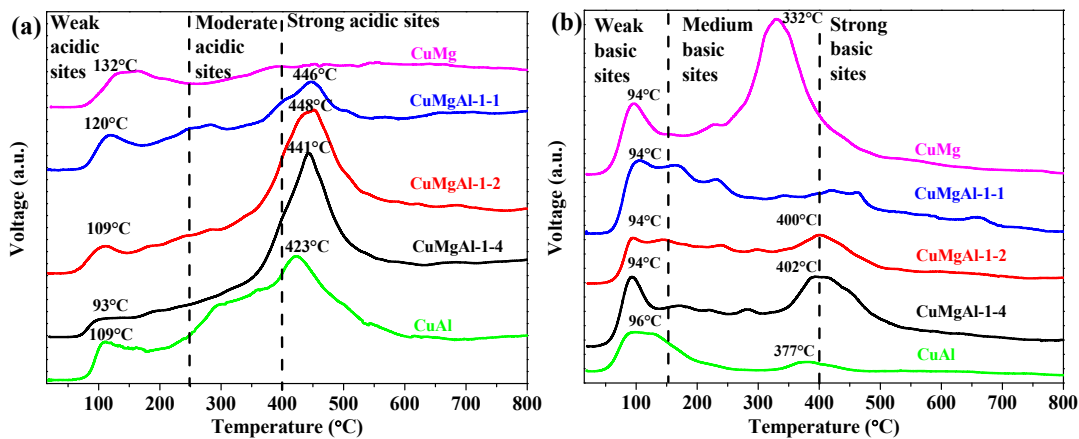 (a)
Weak
acidic
sites
Moderate
acidic
sites
Strong acidic sites
132°C
CuMg
446°C
CuMgAl-1-1
120°C
448°C
CuMgAl-1-2
109°C
441°C
CuMgAl-1-4
93°C
423°C
CuAl
109°C
Voltage (a.u.)
100 200 300 400 500 600 700 800
Temperature (°C)
(b)
Weak
basic
sites
Medium
basic
sites
Strong
basic
sites
332°C
94°C
CuMg
94°C
CuMgAl-1-1
94°C
400°C
CuMgAl-1-2
94°C
402°C
CuMgAl-1-4
96°C
377°C
CuAl
Voltage (a.u.)
100 200 300 400 500 600 700 800
Temperature (°C)